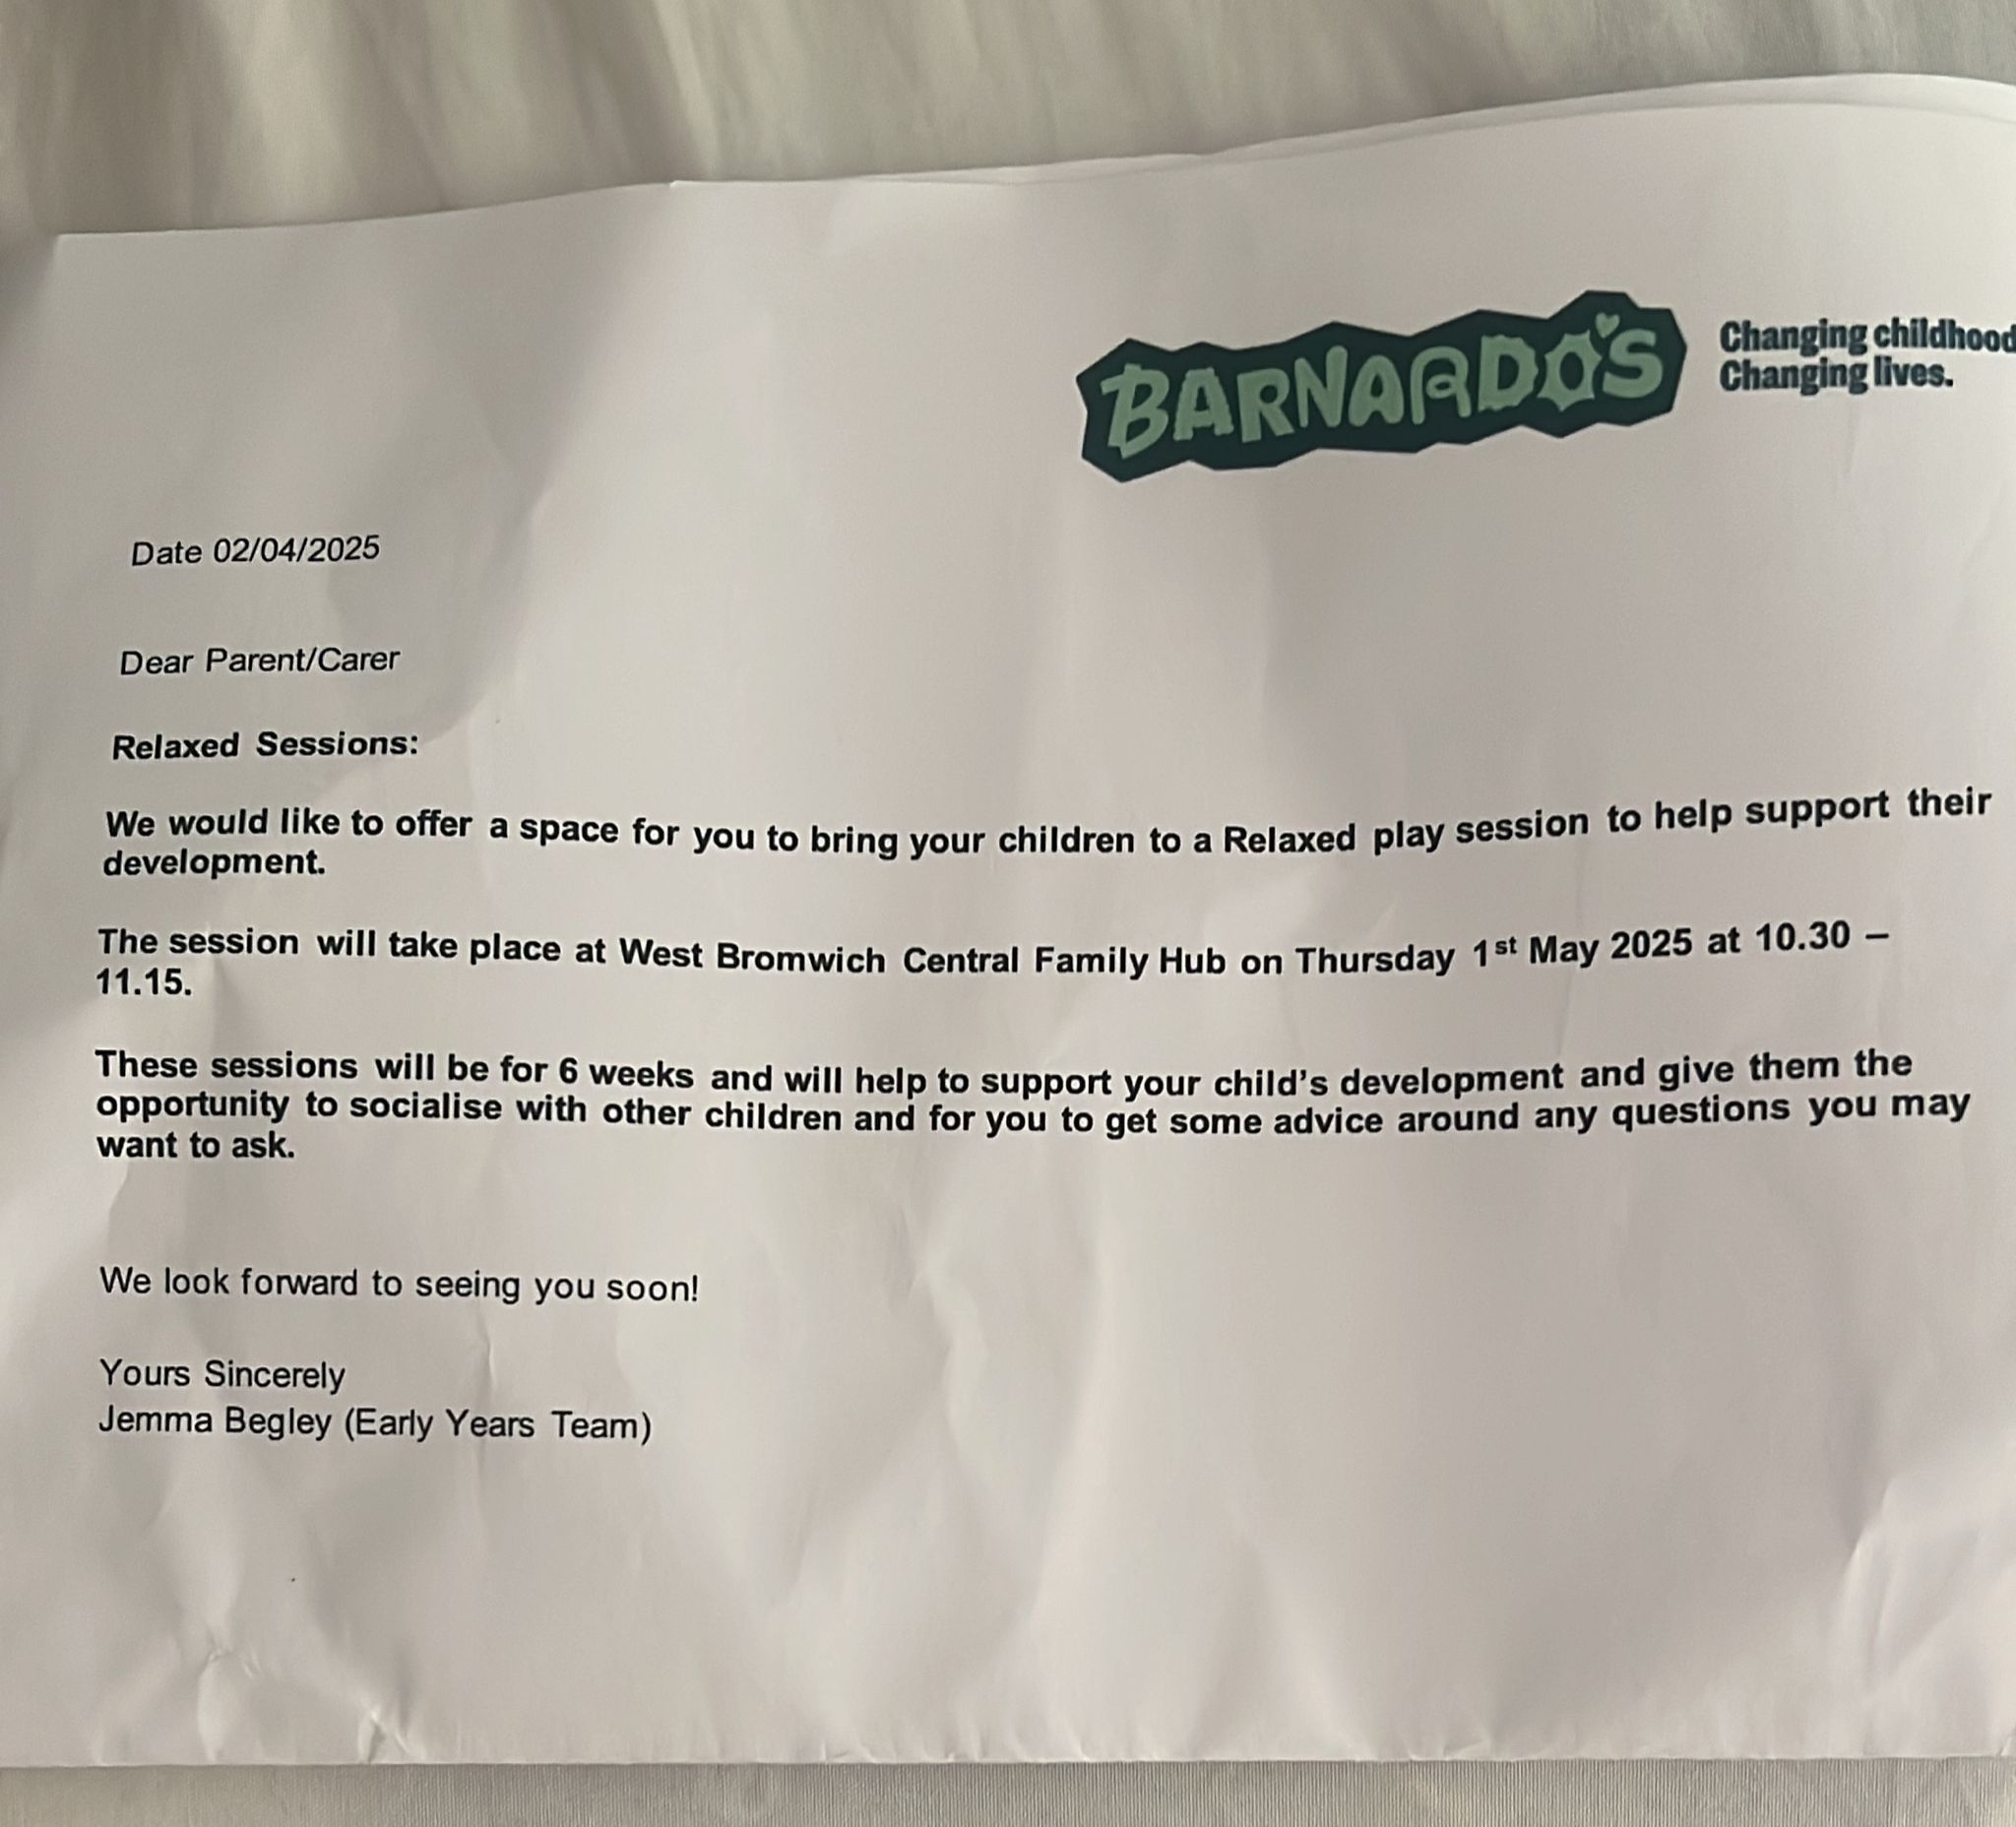 BARNARDO'S
Changing childhood
Changing lives.
Date 02/04/2025
Dear Parent/Carer
Relaxed Sessions:
We would like to offer a space for you to bring your children to a Relaxed play session to help support their
development.
The session will take place at West Bromwich Central Family Hub on Thursday 1st May 2025 at 10.30 –
11.15.
These sessions will be for 6 weeks and will help to support your child's development and give them the
opportunity to socialise with other children and for you to get some advice around any questions you may
want to ask.
We look forward to seeing you soon!
Yours Sincerely
Jemma Begley (Early Years Team)